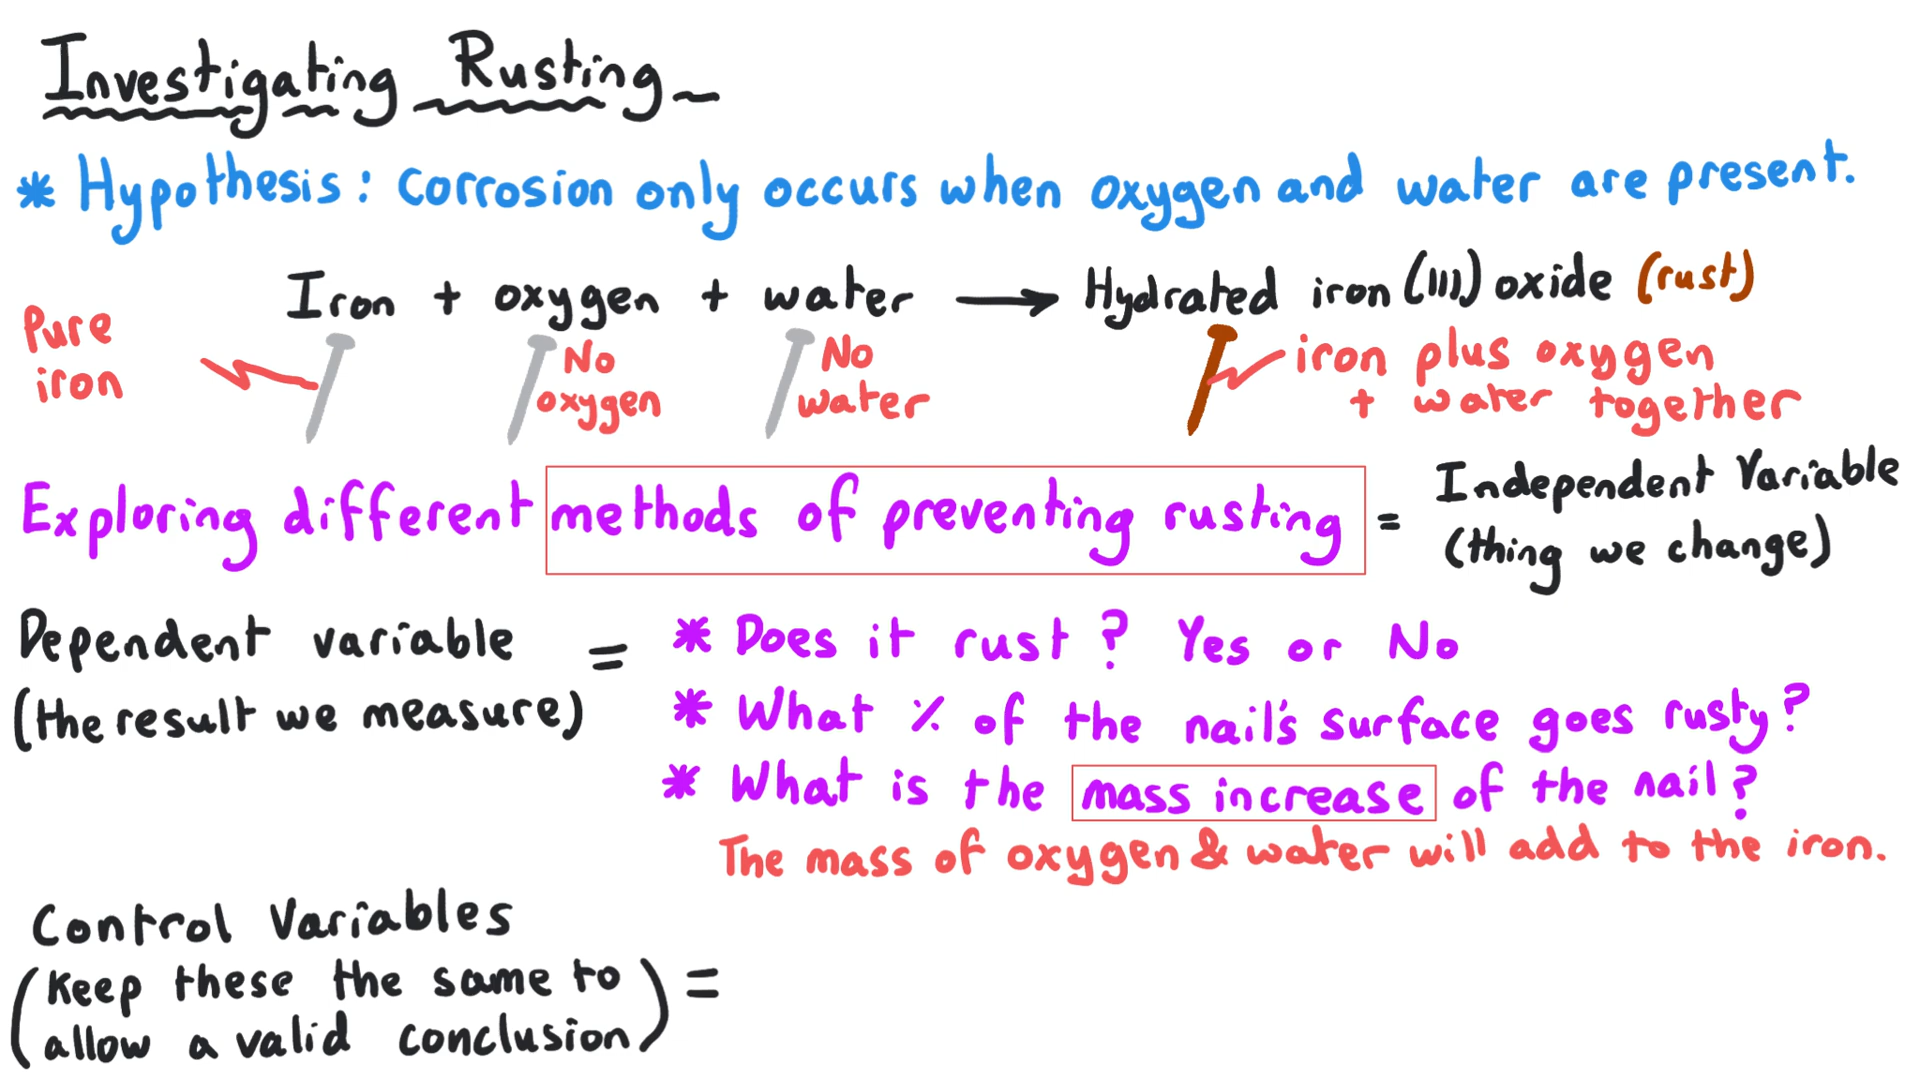 Investigating Rusting
* Hypothesis: corrosion only occurs when oxygen and water are present.
Iron + oxygen + water → Hydrated iron (III) oxide (rust)
Pure
iron
No
oxygen
No
water
iron plus oxygen
+ water together
Exploring different methods of preventing rusting = Independent Variable
(thing we change)
Dependent variable
(the result we measure) =
* Does it rust? Yes or No
* What % of the nail's surface goes rusty?
* What is the mass increase of the nail?
The mass of oxygen & water will add to the iron.
Control Variables
(Keep these the same to
allow a valid conclusion) =